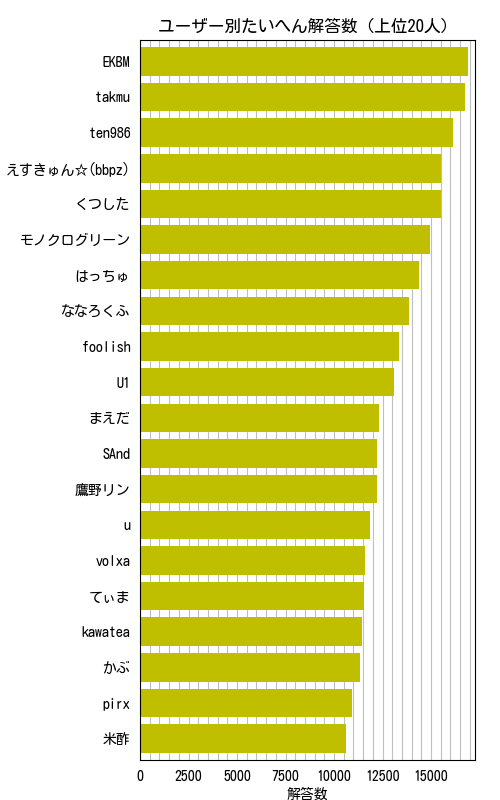 ユーザー別たいへん解答数 (上位20人)
EKBM
takmu
ten986
えすきゅん☆(bbpz)
くつした
モノクログリーン
はっちゅ
ななろくふ
foolish
U1
まえだ
SAnd
鷹野リン
u
volxa
てぃま
kawatea
かぶ
pirx
米酢
0 2500 5000 7500 10000 12500 15000
解答数